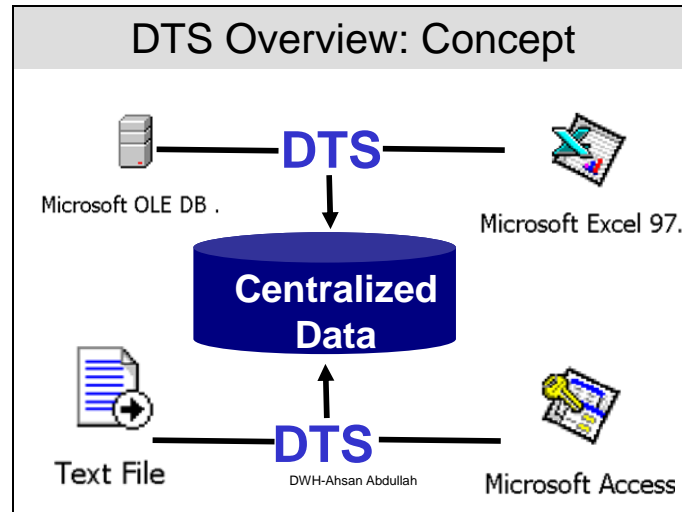 DTS Overview: Concept
DTS
Microsoft OLE DB .
Microsoft Excel 97.
Centralized
Data
DTS
Text File
DWH-Ahsan Abdullah
Microsoft Access